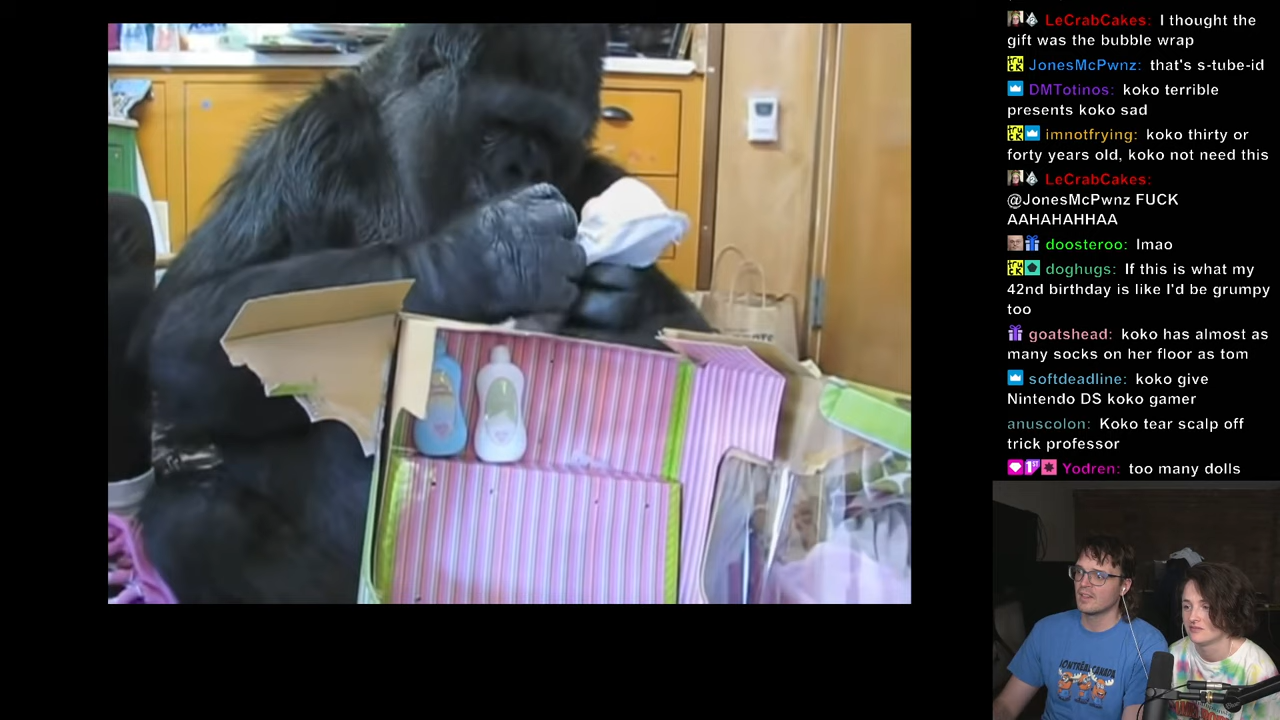 LeCrabCakes: I thought the
gift was the bubble wrap
JonesMcPwnz: that's s-tube-id
DMTotinos: koko terrible
presents koko sad
imnotfrying: koko thirty or
forty years old, koko not need this
LeCrabCakes:
@JonesMcPwnz FUCK
AAHAHAHHAA
doosteroo: lmao
doghugs: If this is what my
42nd birthday is like I'd be grumpy
too
goatshead: koko has almost as
many socks on her floor as tom
softdeadline: koko give
Nintendo DS koko gamer
anuscolon: Koko tear scalp off
trick professor
Yodren: too many dolls
MONTRÉAL CANADA